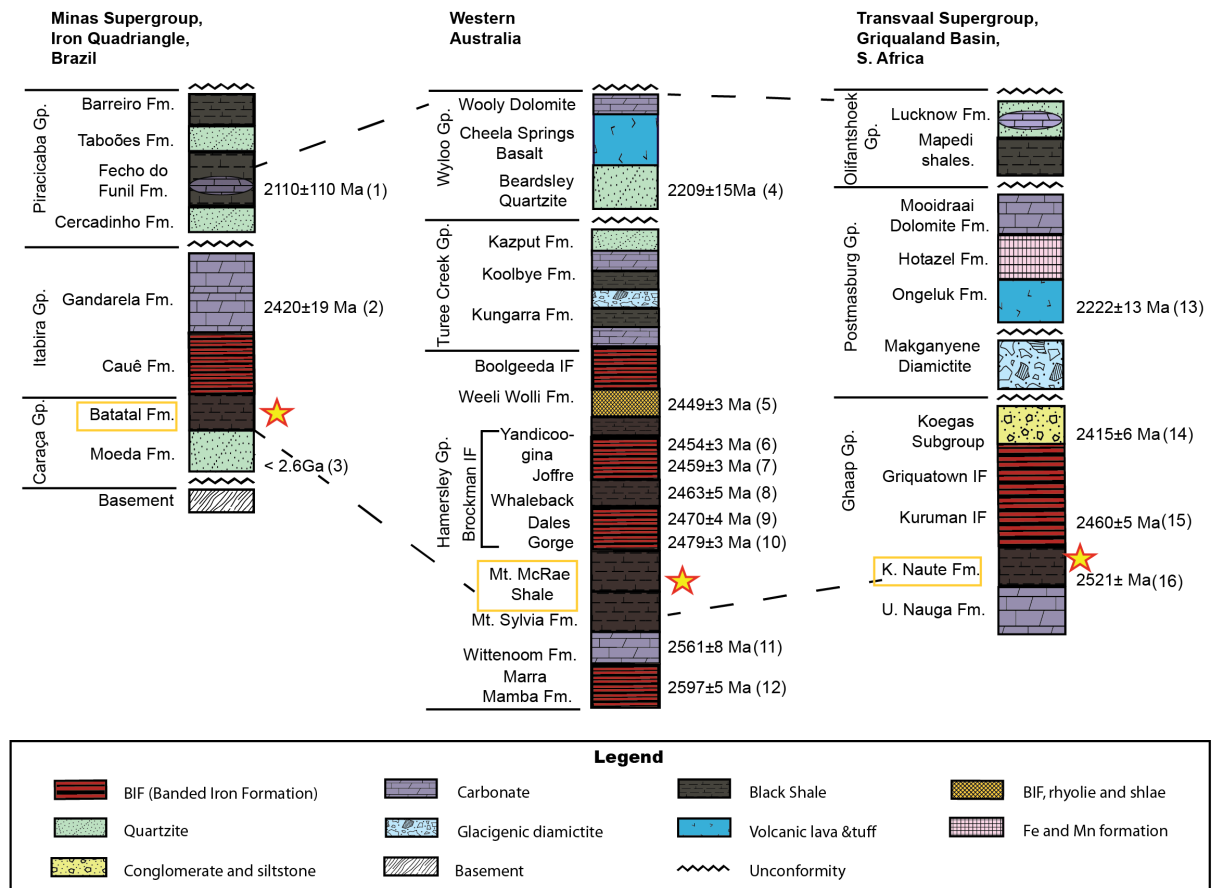 Minas Supergroup,
Iron Quadriangle,
Brazil
Piracicaba Gp.
Barreiro Fm.
Taboões Fm.
Fecho do
Funil Fm.
2110±110 Ma (1)
Cercadinho Fm.
Itabira Gp.
Gandarela Fm.
2420±19 Ma (2)
Cauê Fm.
Caraça Gp.
Batatal Fm.
Moeda Fm.
< 2.6Ga (3)
Basement
Western
Australia
Wyloo Gp.
Wooly Dolomite
Cheela Springs
Basalt
Beardsley
Quartzite
2209±15Ma (4)
Turee Creek Gp.
Kazput Fm.
Koolbye Fm.
Kungarra Fm.
Hamersley Gp.
Boolgeeda IF
Weeli Wolli Fm.
2449±3 Ma (5)
Brockman IF
Yandicoo-
gina
2454±3 Ma (6)
Joffre
2459±3 Ma (7)
Whaleback
2463±5 Ma (8)
Dales
Gorge
2470±4 Ma (9)
2479±3 Ma (10)
Mt. McRae
Shale
Mt. Sylvia Fm.
Wittenoom Fm.
2561±8 Ma (11)
Marra
Mamba Fm.
2597±5 Ma (12)
Transvaal Supergroup,
Griqualand Basin,
S. Africa
Olifantshoek
Gp.
Lucknow Fm.
Mapedi
shales.
Postmasburg Gp.
Mooidraai
Dolomite Fm.
Hotazel Fm.
Ongeluk Fm.
2222±13 Ma (13)
Makganyene
Diamictite
Ghaap Gp.
Koegas
Subgroup
2415±6 Ma (14)
Griquatown IF
Kuruman IF
2460±5 Ma (15)
K. Naute Fm.
2521± Ma (16)
U. Nauga Fm.
Legend
BIF (Banded Iron Formation)
Carbonate
Black Shale
BIF, rhyolie and shlae
Quartzite
Glacigenic diamictite
Volcanic lava &tuff
Fe and Mn formation
Conglomerate and siltstone
Basement
Unconformity